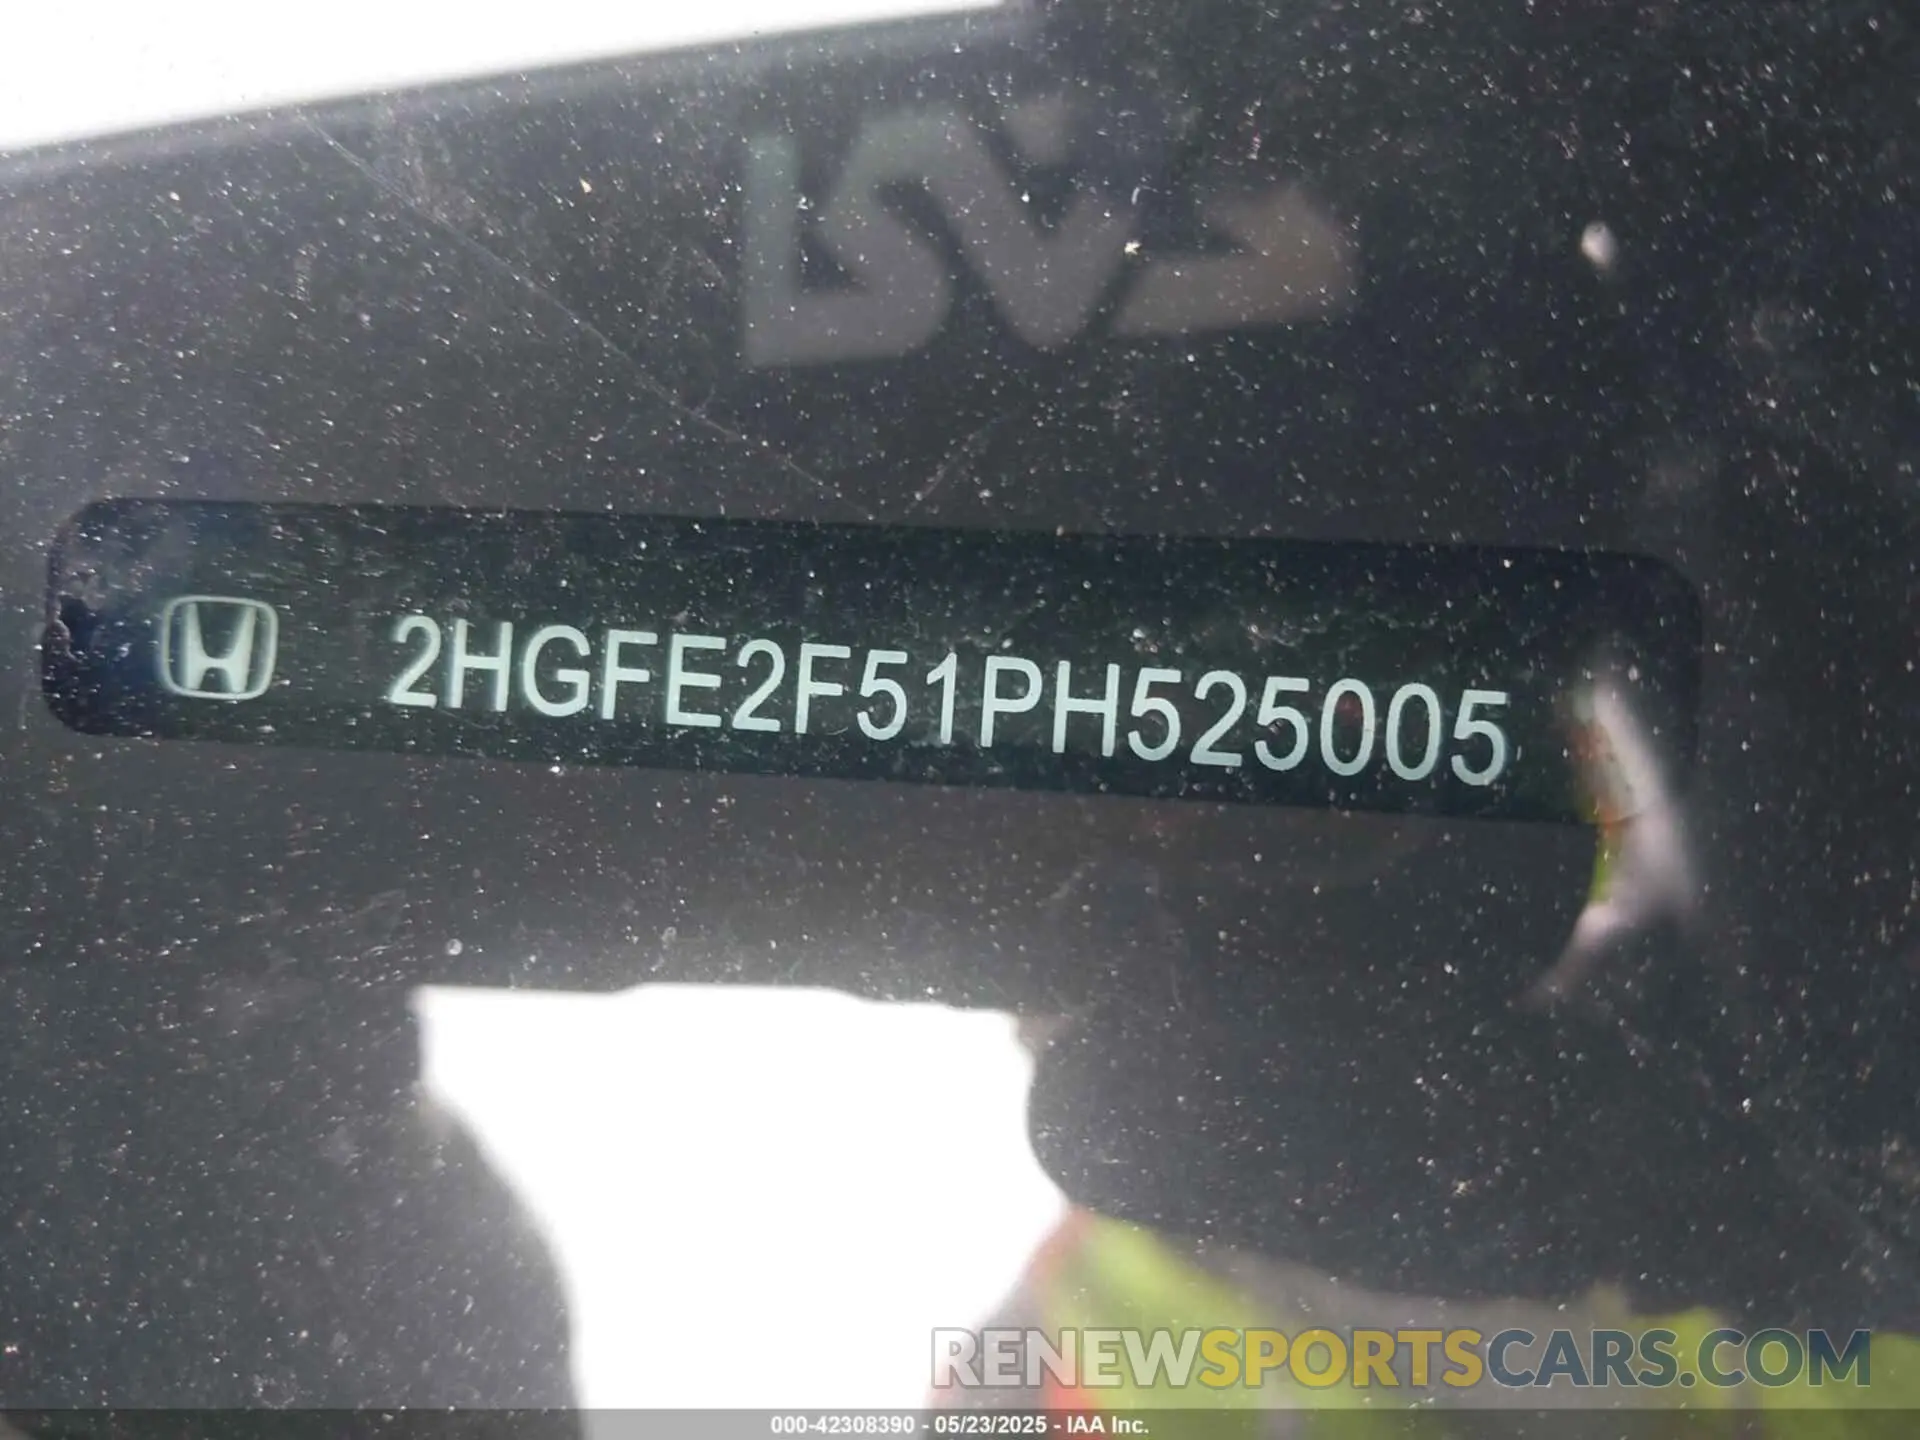 2HGFE2F51PH525005
RENEWSPORTSCARS.COM
000-42308390 - 05/23/2025 - IAA Inc.